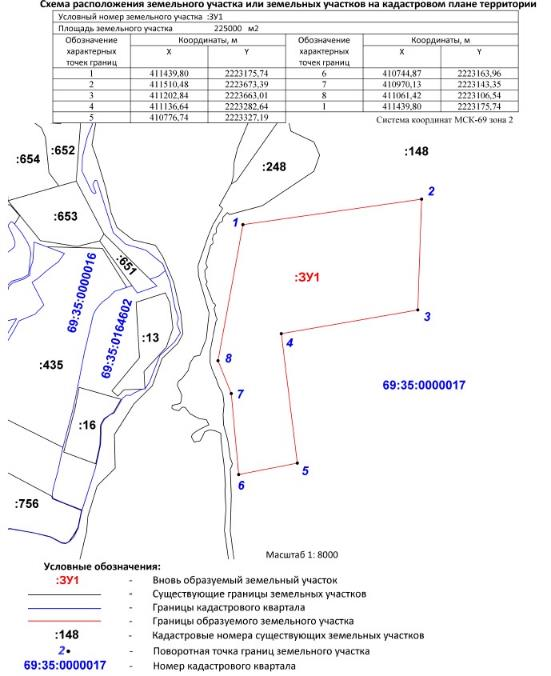 Схема расположения земельного участка или земельных участков на кадастровом плане территории
Условный номер земельного участка :ЗУ1
Площадь земельного участка 225000 м2
Обозначение характерных точек границ Координаты, м Обозначение характерных точек границ Координаты, м
X Y X Y
1 411439,80 2223175,74 6 410744,87 2223163,96
2 411510,48 2223673,39 7 410970,13 2223143,35
3 411202,84 2223663,01 8 411061,42 2223106,54
4 411136,64 2223282,64 1 411439,80 2223175,74
5 410776,74 2223327,19
Система координат МСК-69 зона 2
:652
:654
:248
:148
2
:653
1
:651
:ЗУ1
69:35:0000016
69:35:0164602
3
:13
4
:435
8
69:35:0000017
7
:16
5
6
:756
Масштаб 1: 8000
Условные обозначения:
:ЗУ1 - Вновь образуемый земельный участок
- Существующие границы земельных участков
- Границы кадастрового квартала
- Границы образуемого земельного участка
:148 - Кадастровые номера существующих земельных участков
2 - Поворотная точка границ земельного участка
69:35:0000017 - Номер кадастрового квартала